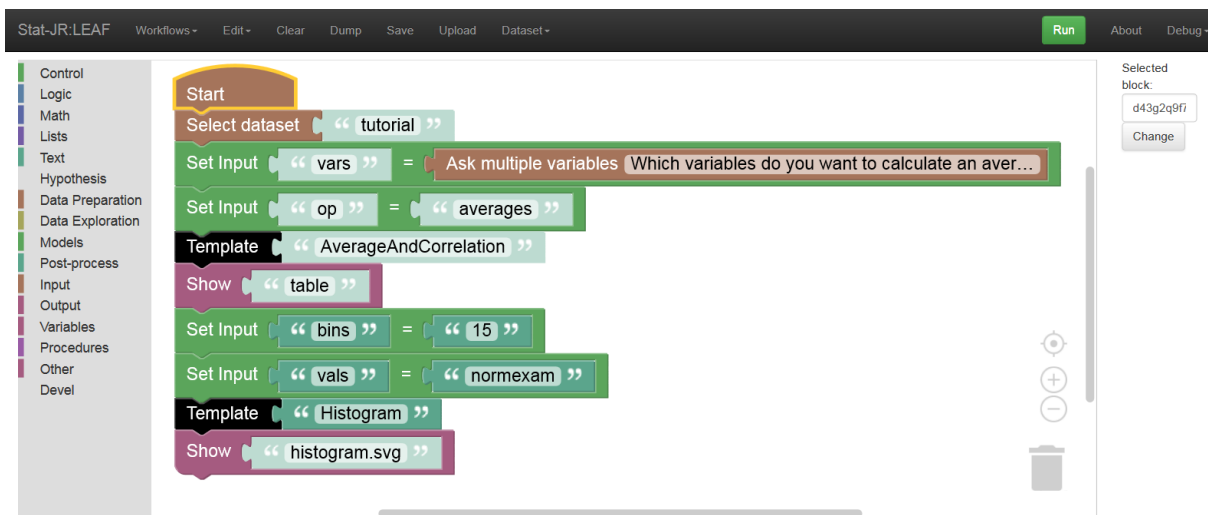 Stat-JR:LEAF Workflows Edit Clear Dump Save Upload Dataset Run About Debug
Control
Logic
Math
Lists
Text
Hypothesis
Data Preparation
Data Exploration
Models
Post-process
Input
Output
Variables
Procedures
Other
Devel
Start
Select dataset “ tutorial ”
Set Input “ vars ” = Ask multiple variables Which variables do you want to calculate an aver…
Set Input “ op ” = “ averages ”
Template “ AverageAndCorrelation ”
Show “ table ”
Set Input “ bins ” = “ 15 ”
Set Input “ vals ” = “ normexam ”
Template “ Histogram ”
Show “ histogram.svg ”
Selected
block:
Change